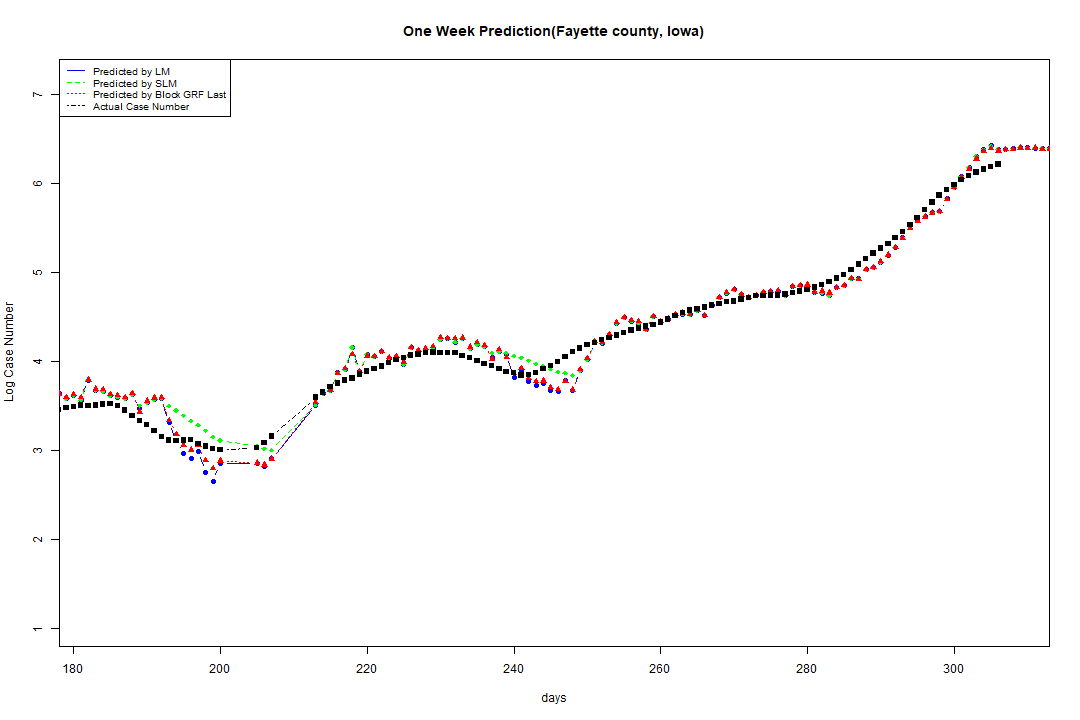 One Week Prediction(Fayette county, Iowa)
Predicted by LM
Predicted by SLM
Predicted by Block GRF Last
Actual Case Number
7
6
5
4
3
2
1
Log Case Number
180 200 220 240 260 280 300
days